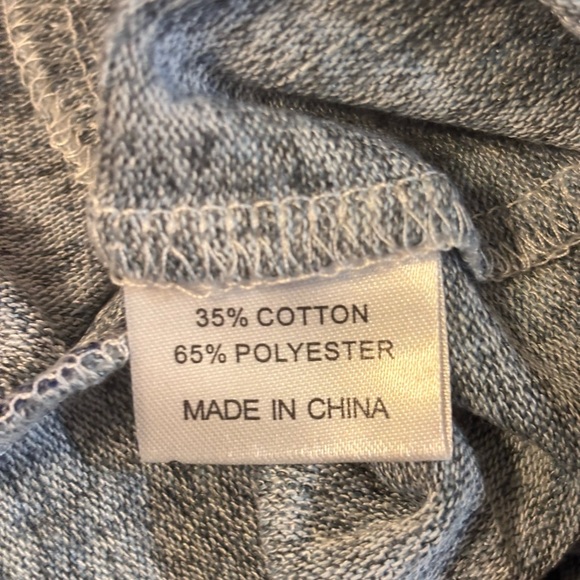 35% COTTON
65% POLYESTER
MADE IN CHINA